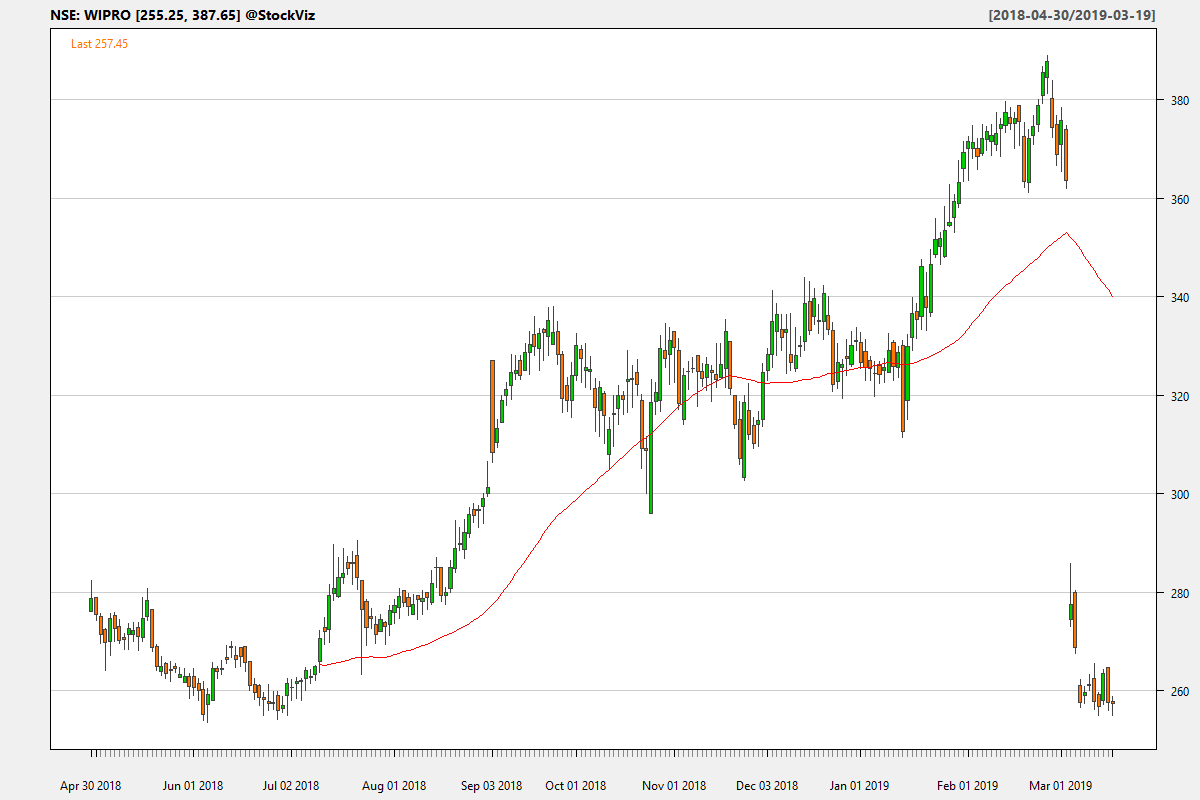 NSE: WIPRO [255.25, 387.65] @StockViz
[2018-04-30/2019-03-19]
Last 257.45
380
360
340
320
300
280
260
Apr 30 2018 Jun 01 2018 Jul 02 2018 Aug 01 2018 Sep 03 2018 Oct 01 2018 Nov 01 2018 Dec 03 2018 Jan 01 2019 Feb 01 2019 Mar 01 2019